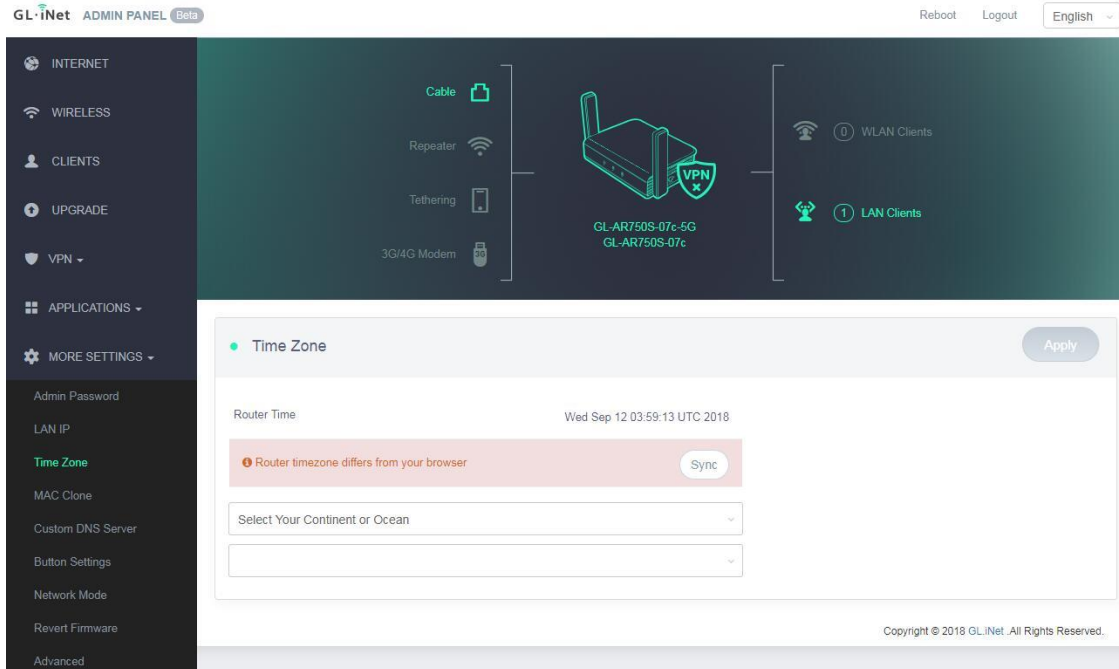 GL·iNet ADMIN PANEL Beta
Reboot Logout English
INTERNET
WIRELESS
CLIENTS
UPGRADE
VPN
APPLICATIONS
MORE SETTINGS
Admin Password
LAN IP
Time Zone
MAC Clone
Custom DNS Server
Button Settings
Network Mode
Revert Firmware
Advanced
Cable
Repeater
Tethering
3G/4G Modem
3G
VPN
GL-AR750S-07c-5G
GL-AR750S-07c
0 WLAN Clients
1 LAN Clients
Time Zone Apply
Router Time Wed Sep 12 03:59:13 UTC 2018
Router timezone differs from your browser Sync
Select Your Continent or Ocean
Copyright © 2018 GL.iNet .All Rights Reserved.